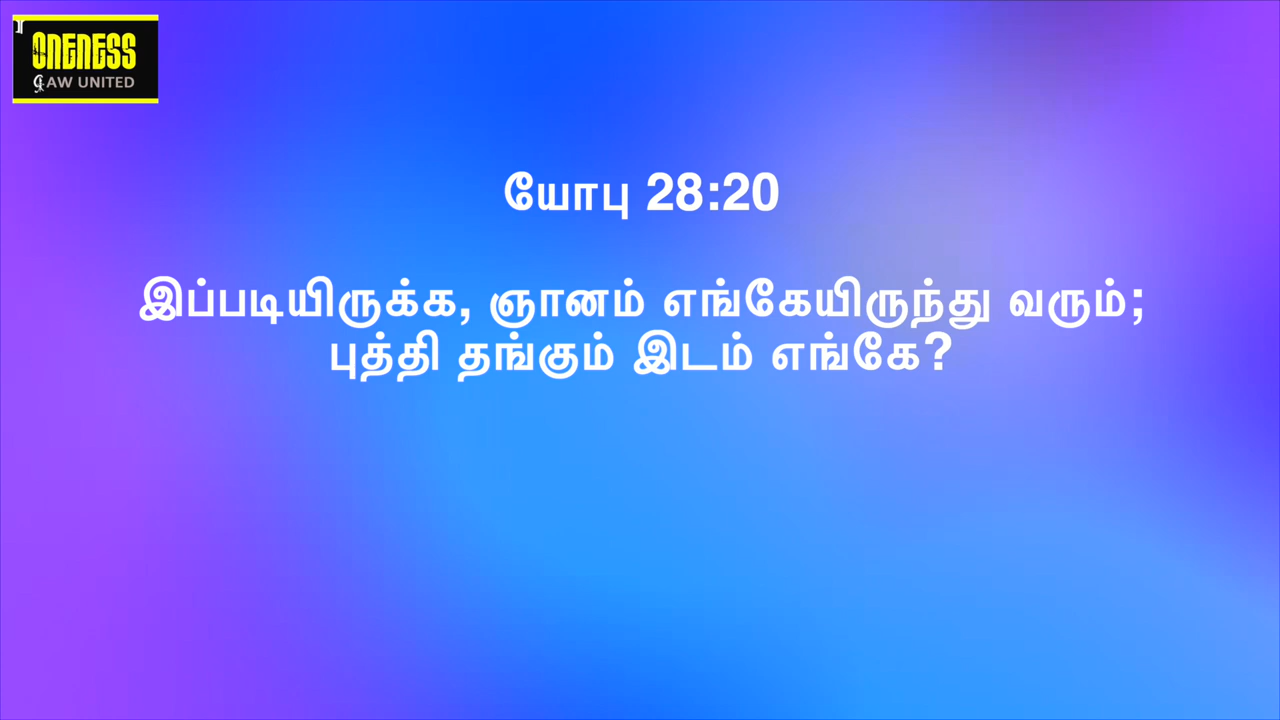 ONENESS
LAW UNITED
யோபு 28:20
இப்படியிருக்க, ஞானம் எங்கேயிருந்து வரும்;
புத்தி தங்கும் இடம் எங்கே?